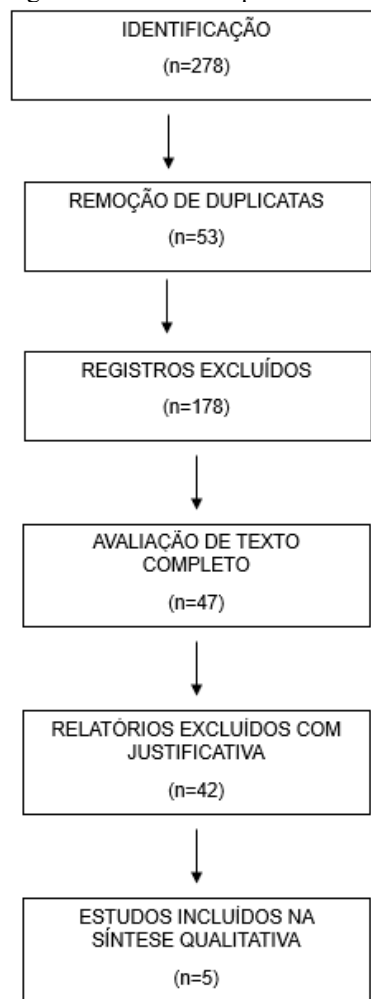 IDENTIFICAÇÃO
(n=278)
REMOÇÃO DE DUPLICATAS
(n=53)
REGISTROS EXCLUÍDOS
(n=178)
AVALIAÇÃO DE TEXTO
COMPLETO
(n=47)
RELATÓRIOS EXCLUÍDOS COM
JUSTIFICATIVA
(n=42)
ESTUDOS INCLUÍDOS NA
SÍNTESE QUALITATIVA
(n=5)